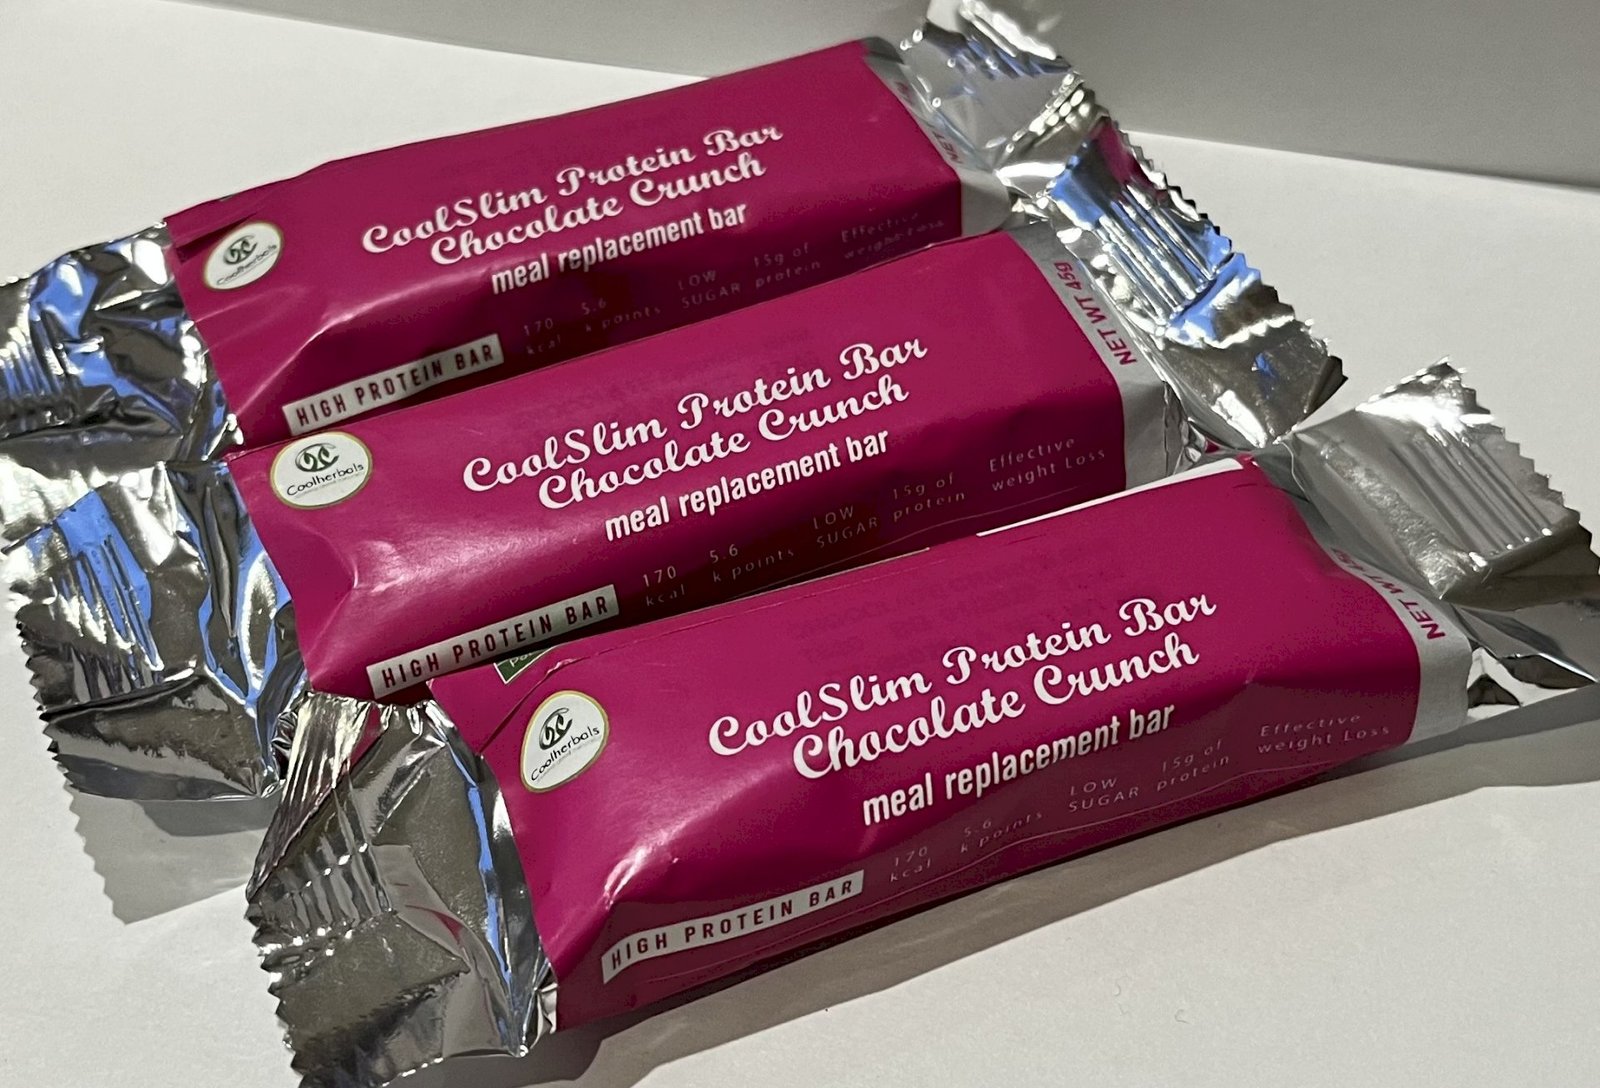 Coolherbals
CoolSlim Protein Bar
Chocolate Crunch
meal replacement bar
HIGH PROTEIN BAR
170
kcal
5.6
k points
LOW
SUGAR
15g of
protein
Effective
weight Loss
NET
Coolherbals
CoolSlim Protein Bar
Chocolate Crunch
meal replacement bar
HIGH PROTEIN BAR
170
kcal
5.6
k points
LOW
SUGAR
15g of
protein
Effective
weight Loss
NET WT 45g
Coolherbals
CoolSlim Protein Bar
Chocolate Crunch
meal replacement bar
HIGH PROTEIN BAR
170
kcal
5.6
k points
LOW
SUGAR
15g of
protein
Effective
weight Loss
NET WT 45g